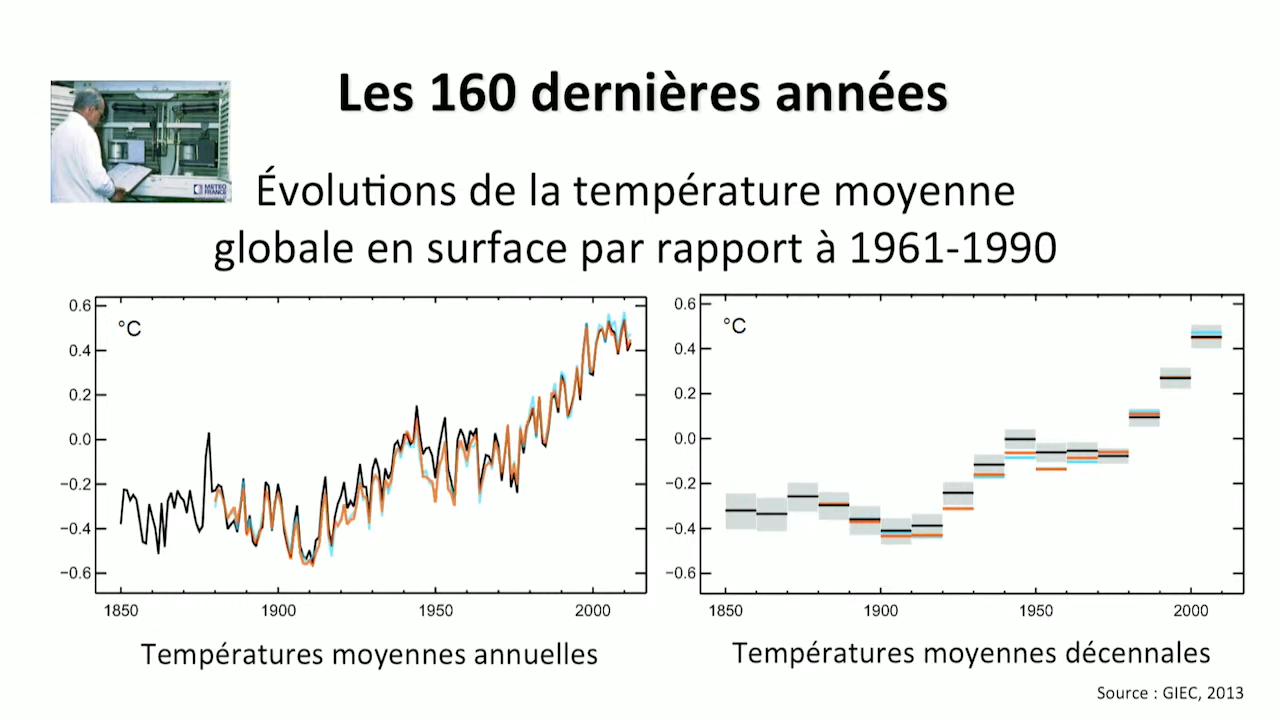 Les 160 dernières années
METEO
FRANCE
Évolutions de la température moyenne
globale en surface par rapport à 1961-1990
0.6
°C
0.4
0.2
0.0
−0.2
−0.4
−0.6
1850 1900 1950 2000
Températures moyennes annuelles
0.6
°C
0.4
0.2
0.0
−0.2
−0.4
−0.6
1850 1900 1950 2000
Températures moyennes décennales
Source : GIEC, 2013